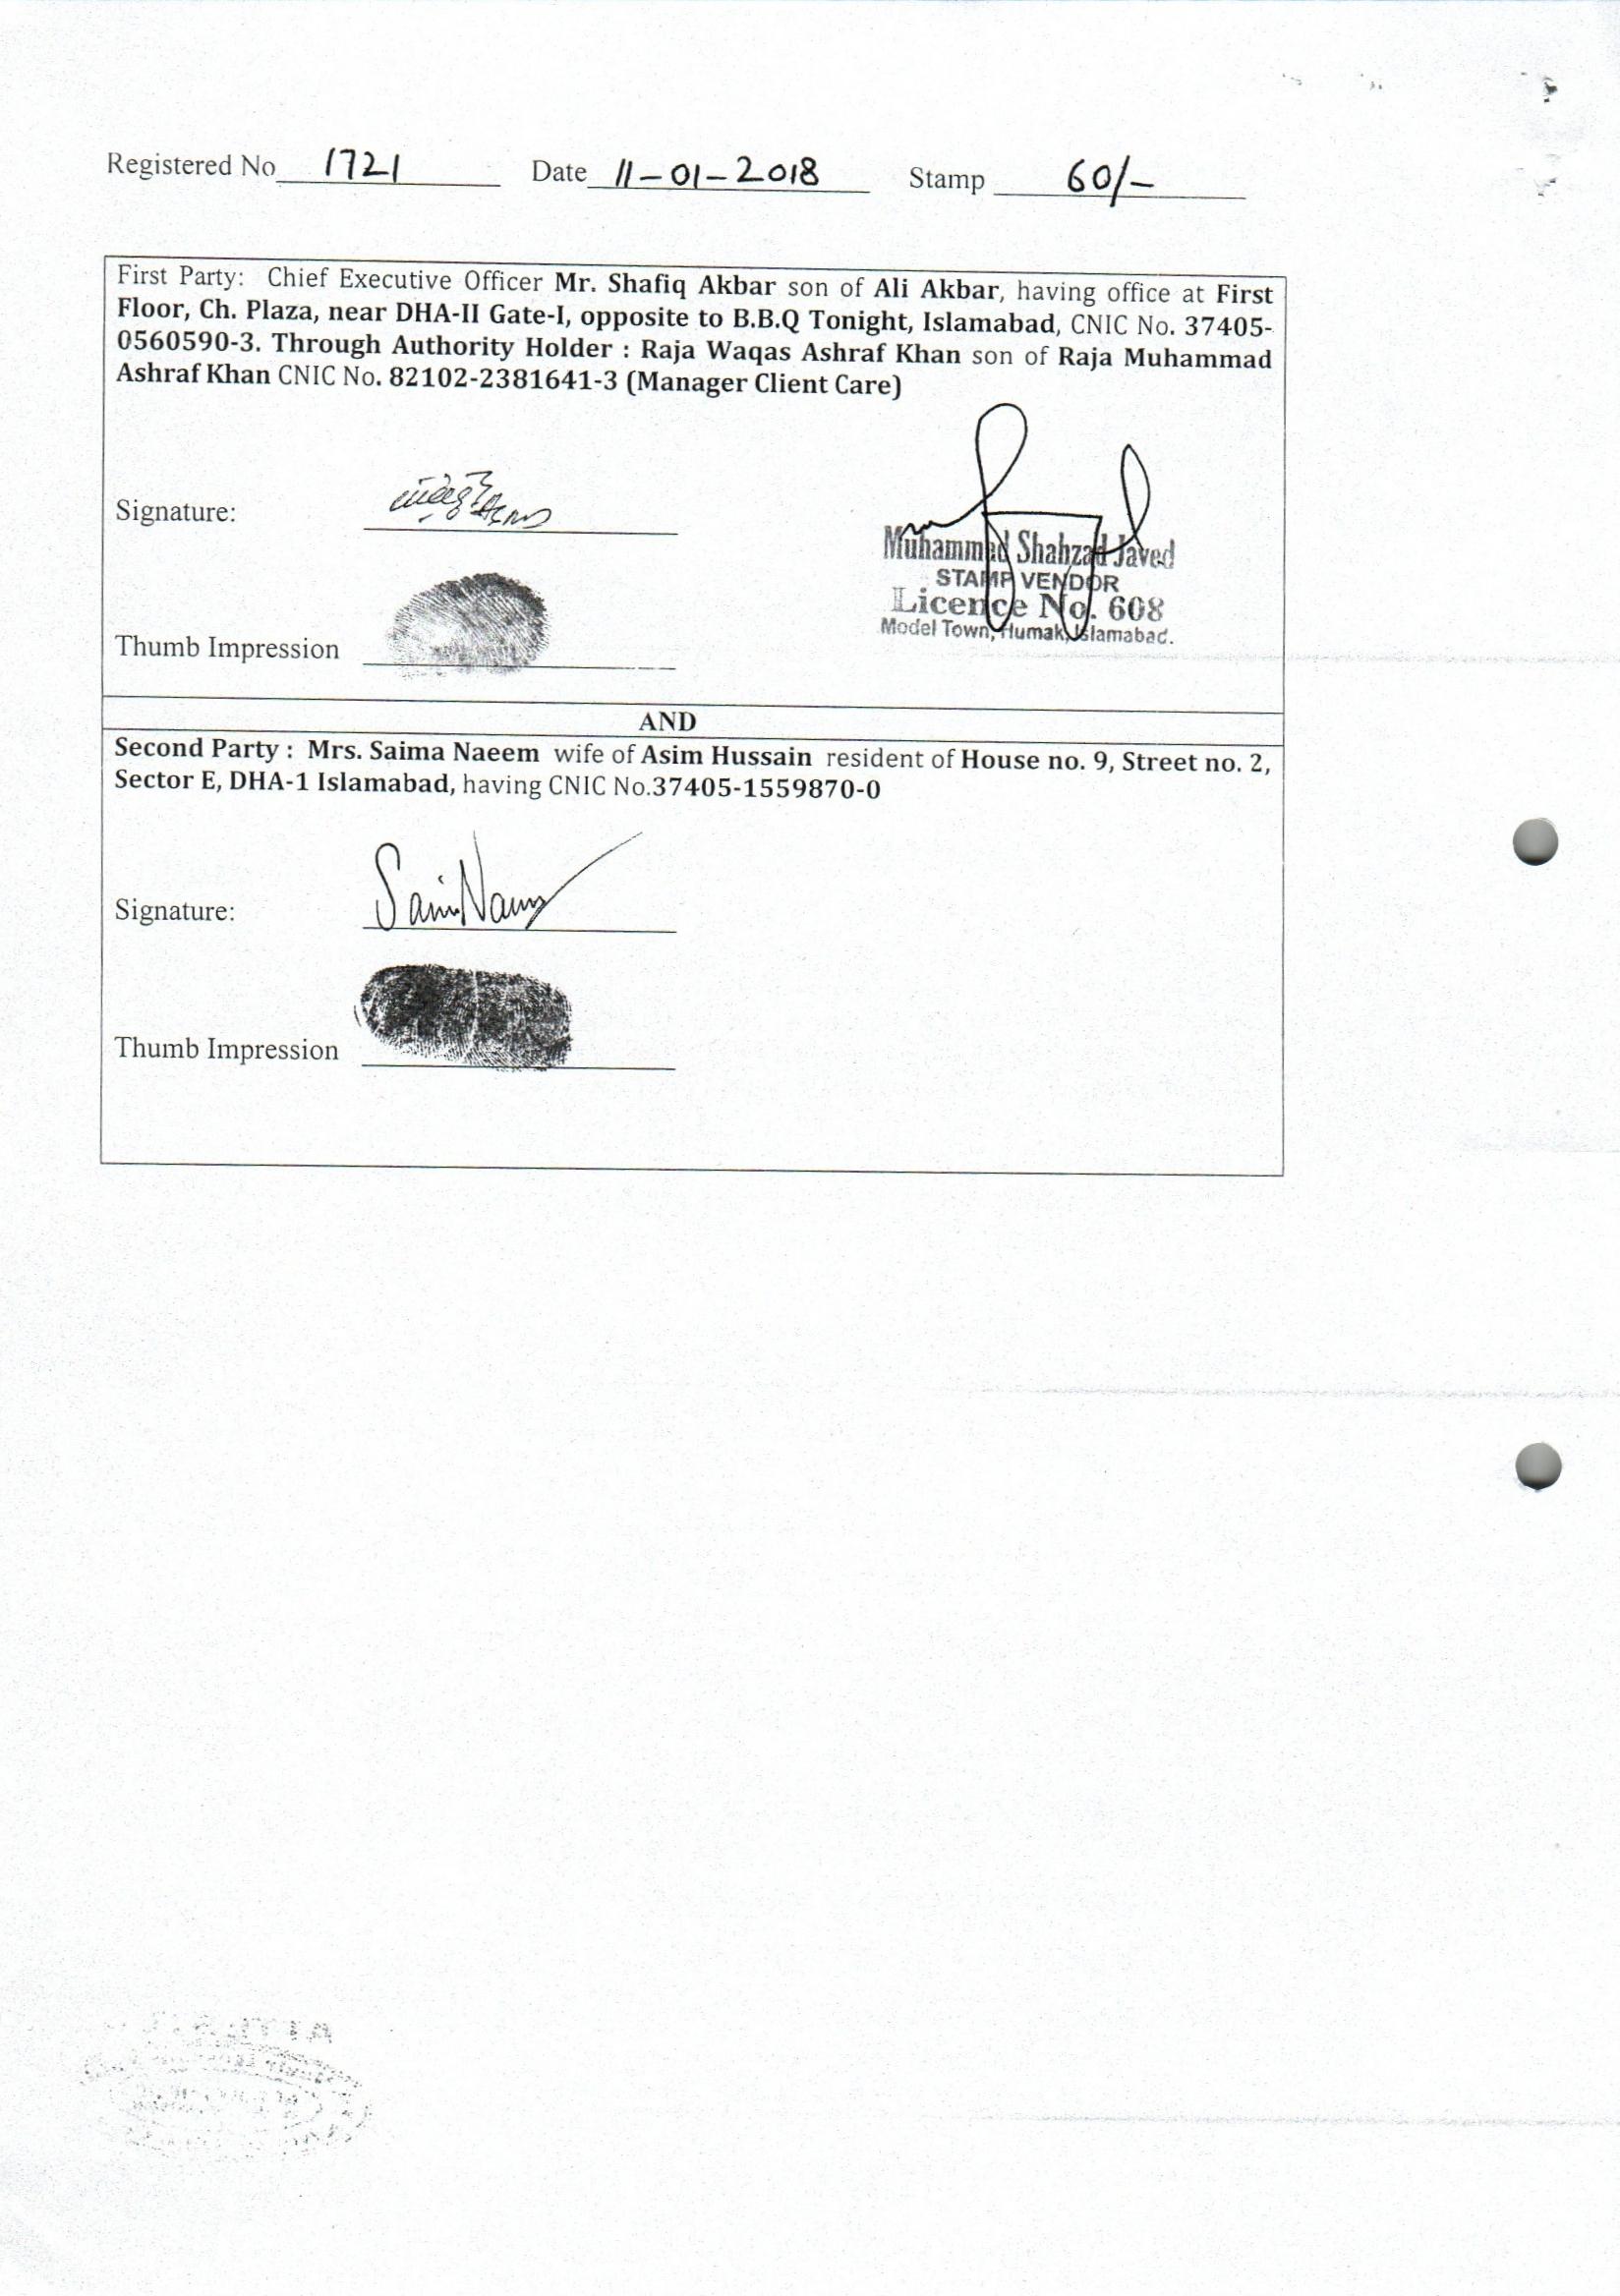 Registered No 1721 Date 11-01-2018 Stamp 60/-
First Party: Chief Executive Officer Mr. Shafiq Akbar son of Ali Akbar, having office at First
Floor, Ch. Plaza, near DHA-II Gate-I, opposite to B.B.Q Tonight, Islamabad, CNIC No. 37405-
0560590-3. Through Authority Holder : Raja Waqas Ashraf Khan son of Raja Muhammad
Ashraf Khan CNIC No. 82102-2381641-3 (Manager Client Care)
Signature:
Muhammad Shahzad Javed
STAMP VENDOR
Licence No. 608
Model Town, Humak, Islamabad.
Thumb Impression
AND
Second Party : Mrs. Saima Naeem wife of Asim Hussain resident of House no. 9, Street no. 2,
Sector E, DHA-1 Islamabad, having CNIC No.37405-1559870-0
Signature:
Thumb Impression